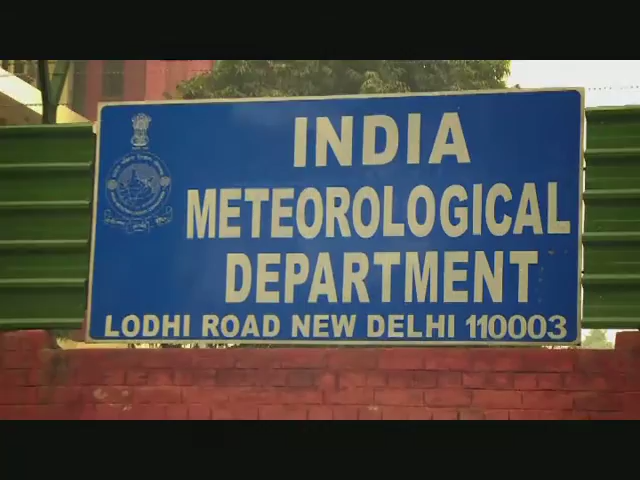 INDIA
METEOROLOGICAL
DEPARTMENT
LODHI ROAD NEW DELHI 110003